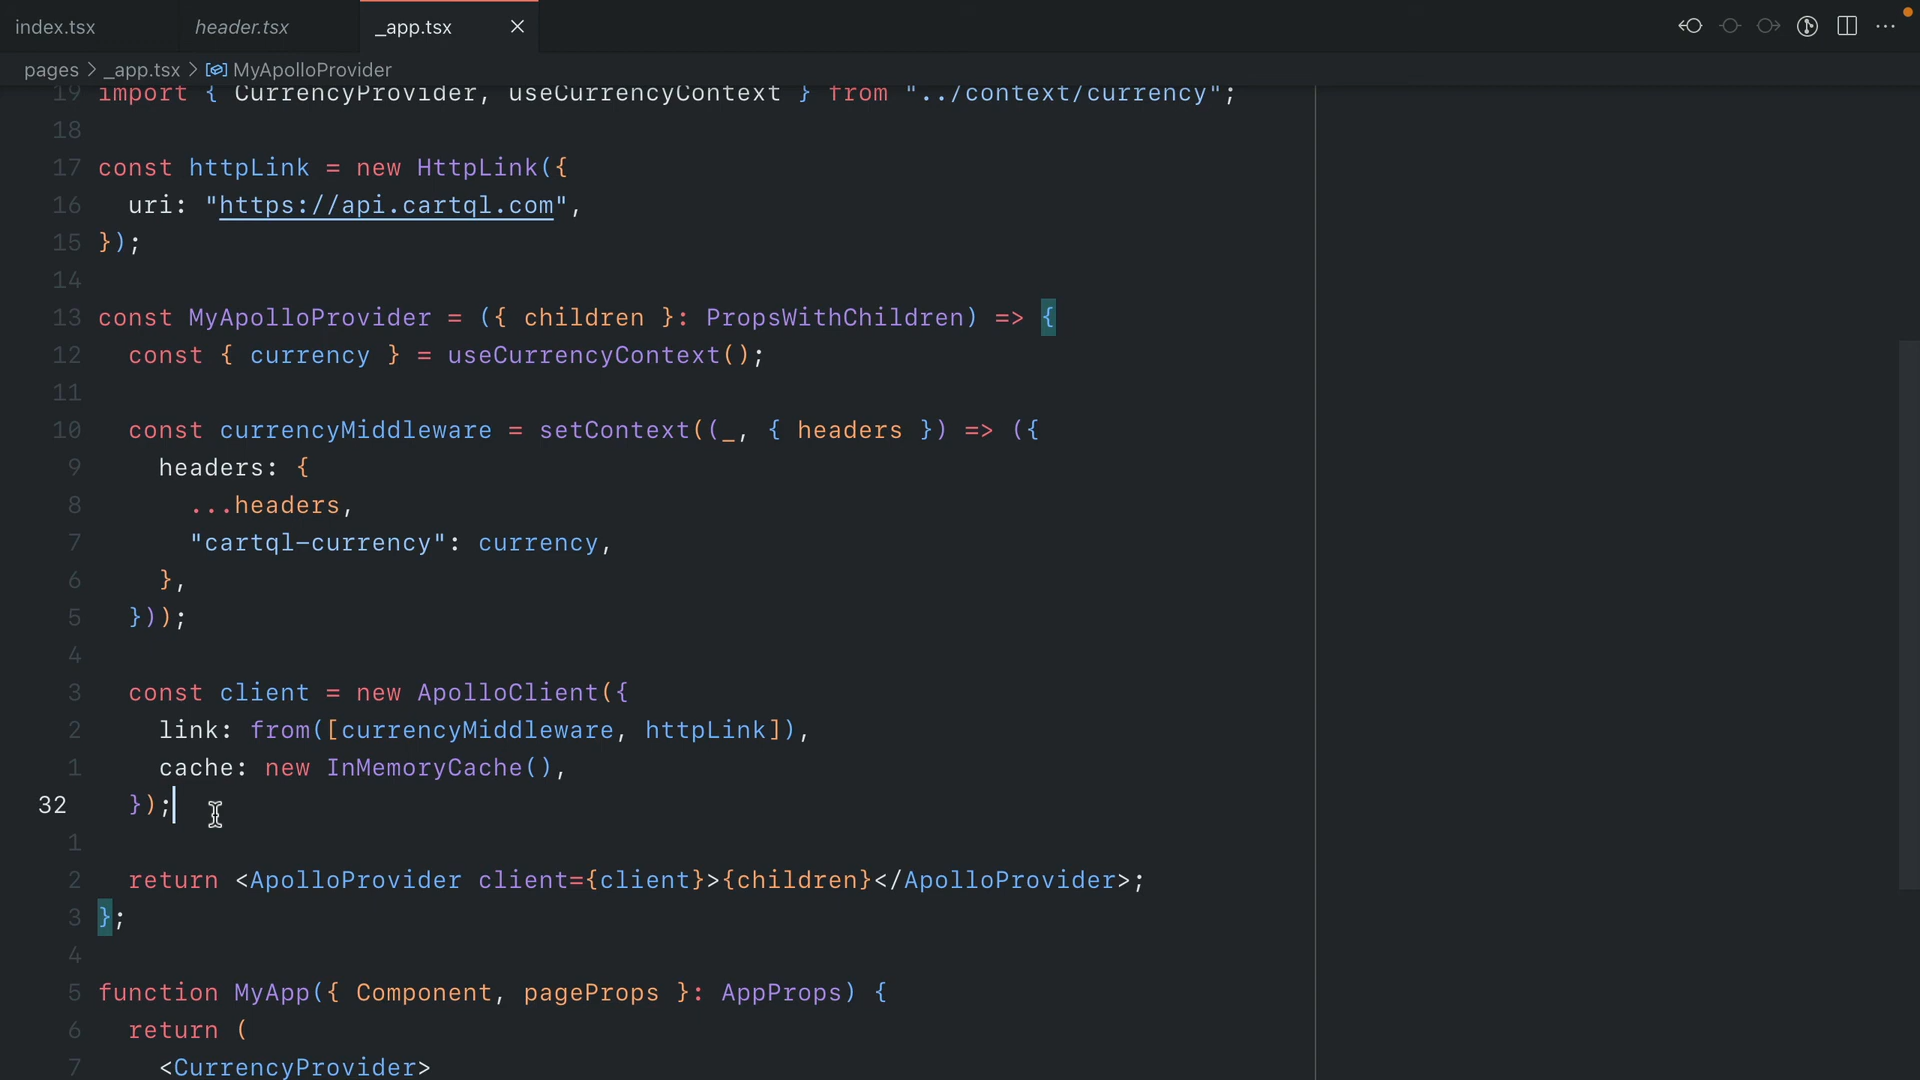 index.tsx header.tsx _app.tsx
pages > _app.tsx > MyApolloProvider
19 import { CurrencyProvider, useCurrencyContext } from "../context/currency";
18
17 const httpLink = new HttpLink({
16   uri: "https://api.cartql.com",
15 });
14
13 const MyApolloProvider = ({ children }: PropsWithChildren) => {
12   const { currency } = useCurrencyContext();
11
10   const currencyMiddleware = setContext((_, { headers }) => ({
9     headers: {
8       ...headers,
7       "cartql-currency": currency,
6     },
5   }));
4
3   const client = new ApolloClient({
2     link: from([currencyMiddleware, httpLink]),
1     cache: new InMemoryCache(),
32   });
1
2   return <ApolloProvider client={client}>{children}</ApolloProvider>;
3 };
4
5 function MyApp({ Component, pageProps }: AppProps) {
6   return (
7     <CurrencyProvider>